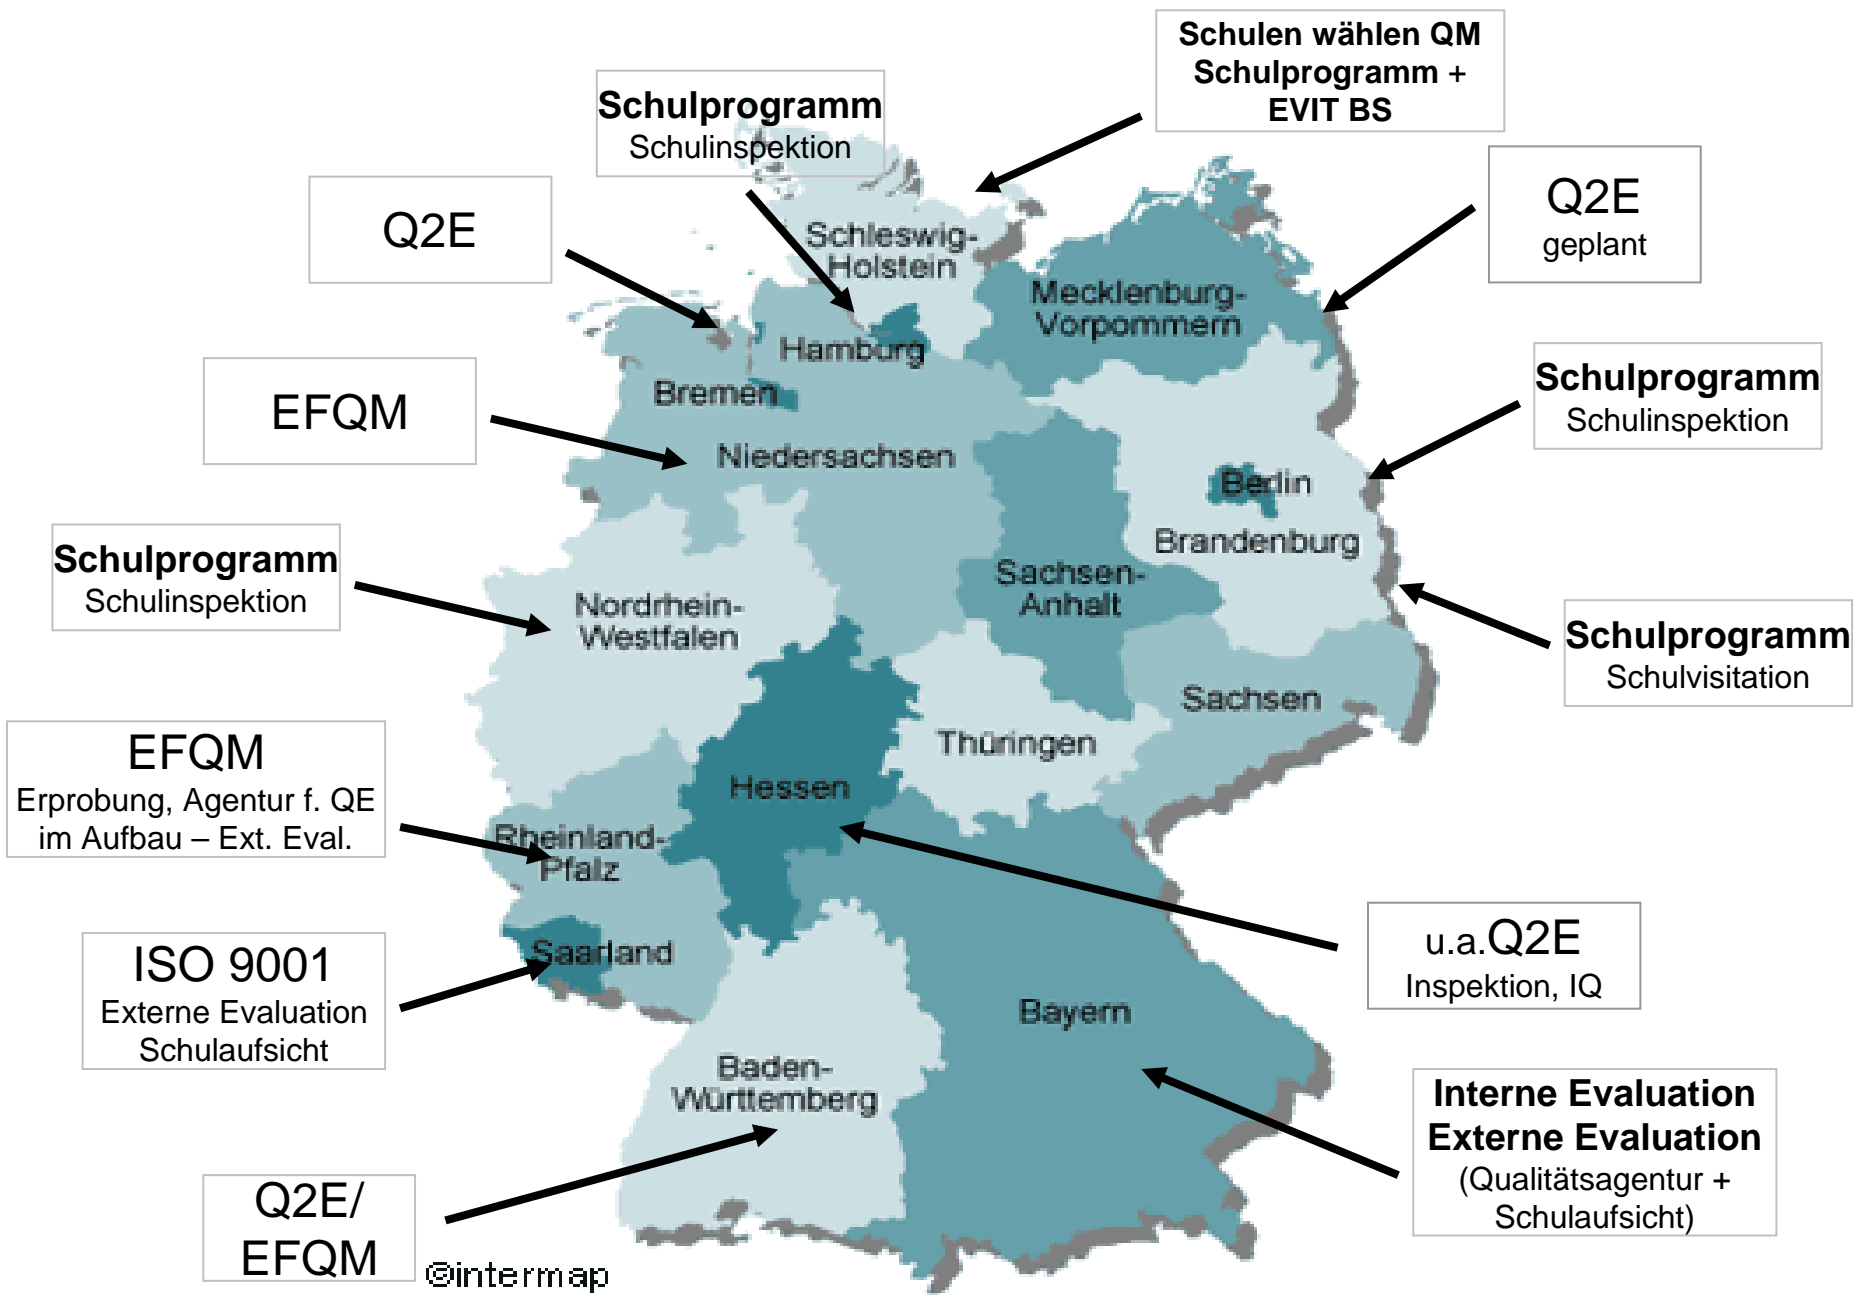 Schulen wählen QM
Schulprogramm +
EVIT BS
Schulprogramm
Schulinspektion
Q2E
geplant
Q2E
Schleswig-
Holstein
Mecklenburg-
Vorpommern
Hamburg
Schulprogramm
Schulinspektion
EFQM
Bremen
Niedersachsen
Berlin
Brandenburg
Schulprogramm
Schulinspektion
Nordrhein-
Westfalen
Sachsen-
Anhalt
Schulprogramm
Schulvisitation
Sachsen
Thüringen
EFQM
Erprobung, Agentur f. QE
im Aufbau – Ext. Eval.
Hessen
Rheinland-
Pfalz
u.a.Q2E
Inspektion, IQ
ISO 9001
Externe Evaluation
Schulaufsicht
Saarland
Bayern
Baden-
Württemberg
Interne Evaluation
Externe Evaluation
(Qualitätsagentur +
Schulaufsicht)
Q2E/
EFQM
©intermap